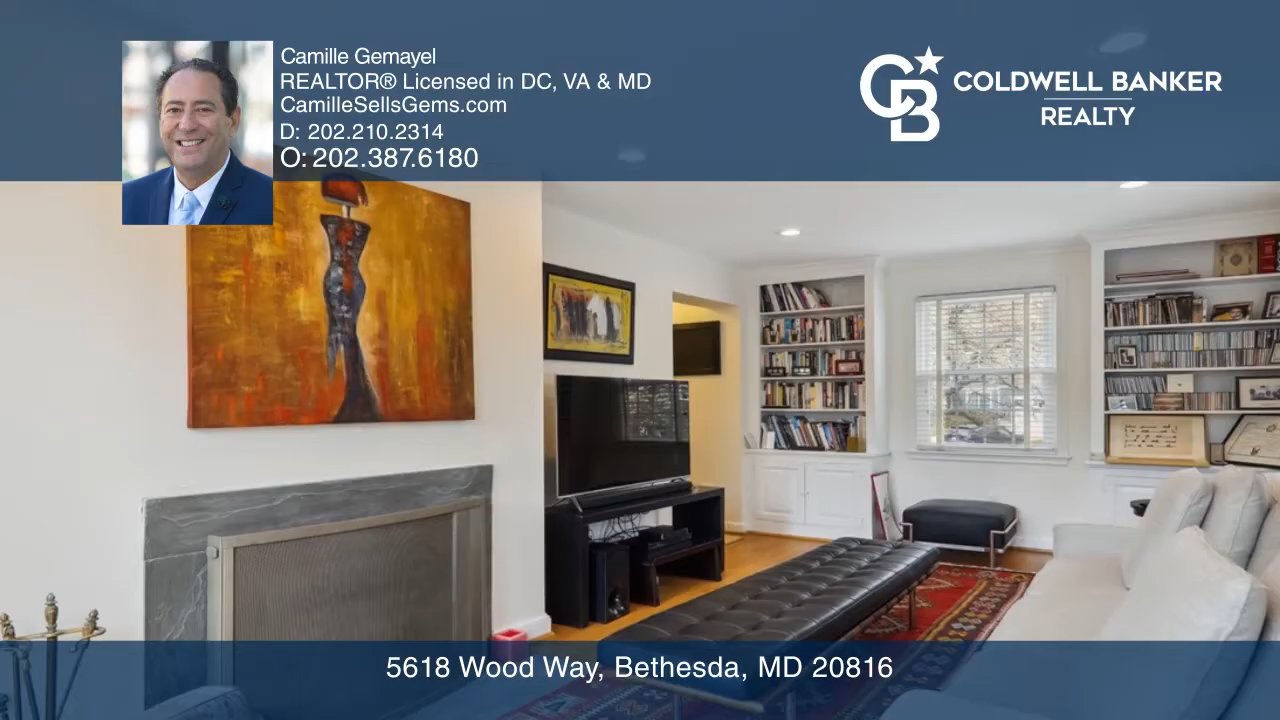 Camille Gemayel
REALTOR® Licensed in DC, VA & MD
CamilleSellsGems.com
D: 202.210.2314
O: 202.387.6180
CB
COLDWELL BANKER
REALTY
5618 Wood Way, Bethesda, MD 20816